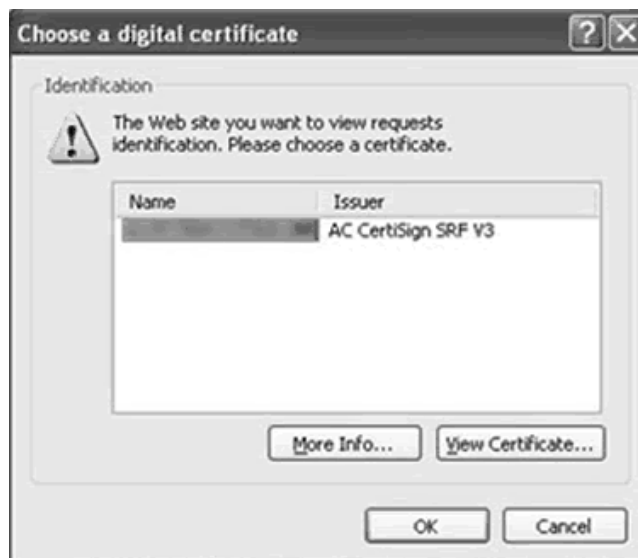 Choose a digital certificate
Identification
The Web site you want to view requests
identification. Please choose a certificate.
Name Issuer
AC CertiSign SRF V3
More Info... View Certificate...
OK Cancel